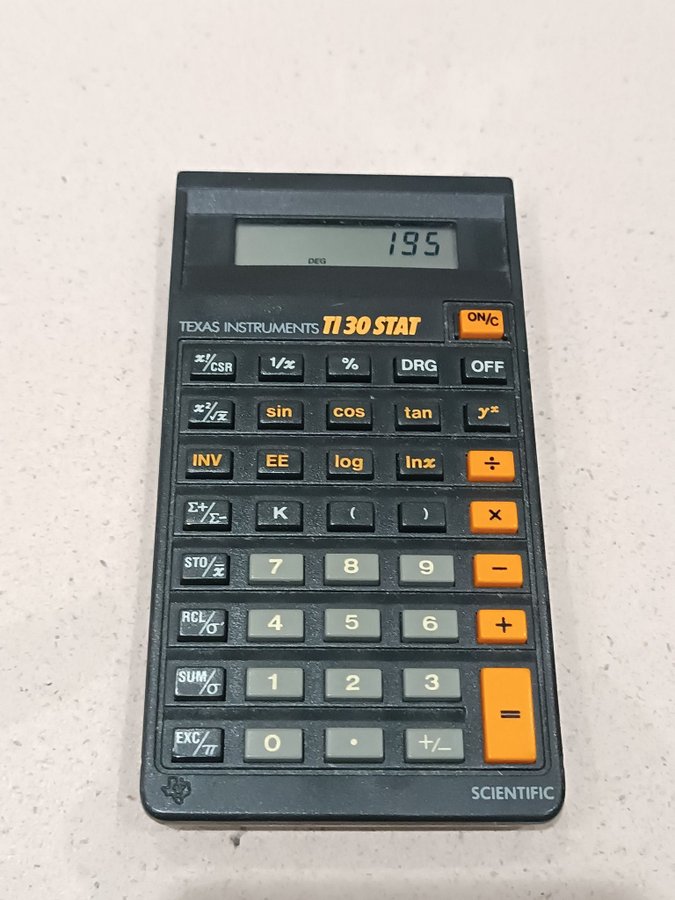 195
DEG
TEXAS INSTRUMENTS TI 30 STAT
ON/C
x!/CSR 1/x % DRG OFF
x²/√x sin cos tan yˣ
INV EE log lnx ÷
Σ+/Σ- K ( ) ×
STO/x̄ 7 8 9 −
RCL/σ 4 5 6 +
SUM/σ 1 2 3
=
EXC/π 0 . +/−
SCIENTIFIC